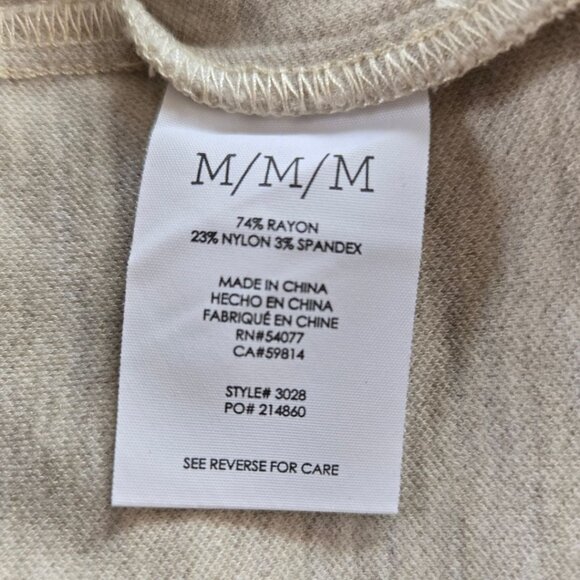 M/M/M
74% RAYON
23% NYLON 3% SPANDEX
MADE IN CHINA
HECHO EN CHINA
FABRIQUÉ EN CHINE
RN#54077
CA#59814
STYLE# 3028
PO# 214860
SEE REVERSE FOR CARE